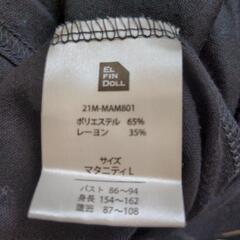 EL
FIN
DOLL
21M-MAM801
ポリエステル 65%
レーヨン 35%
サイズ
マタニティL
バスト 86~94
身長 154~162
腹囲 87~108